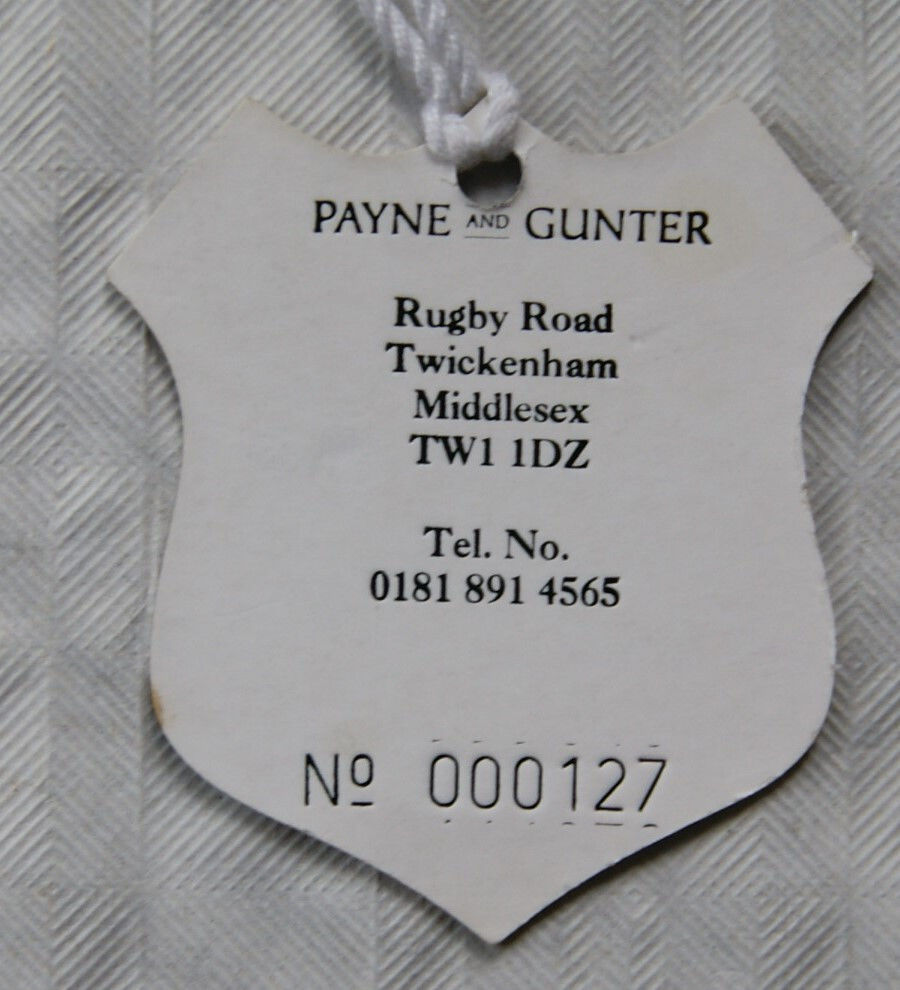 PAYNE AND GUNTER
Rugby Road
Twickenham
Middlesex
TW1 1DZ
Tel. No.
0181 891 4565
Nº 000127